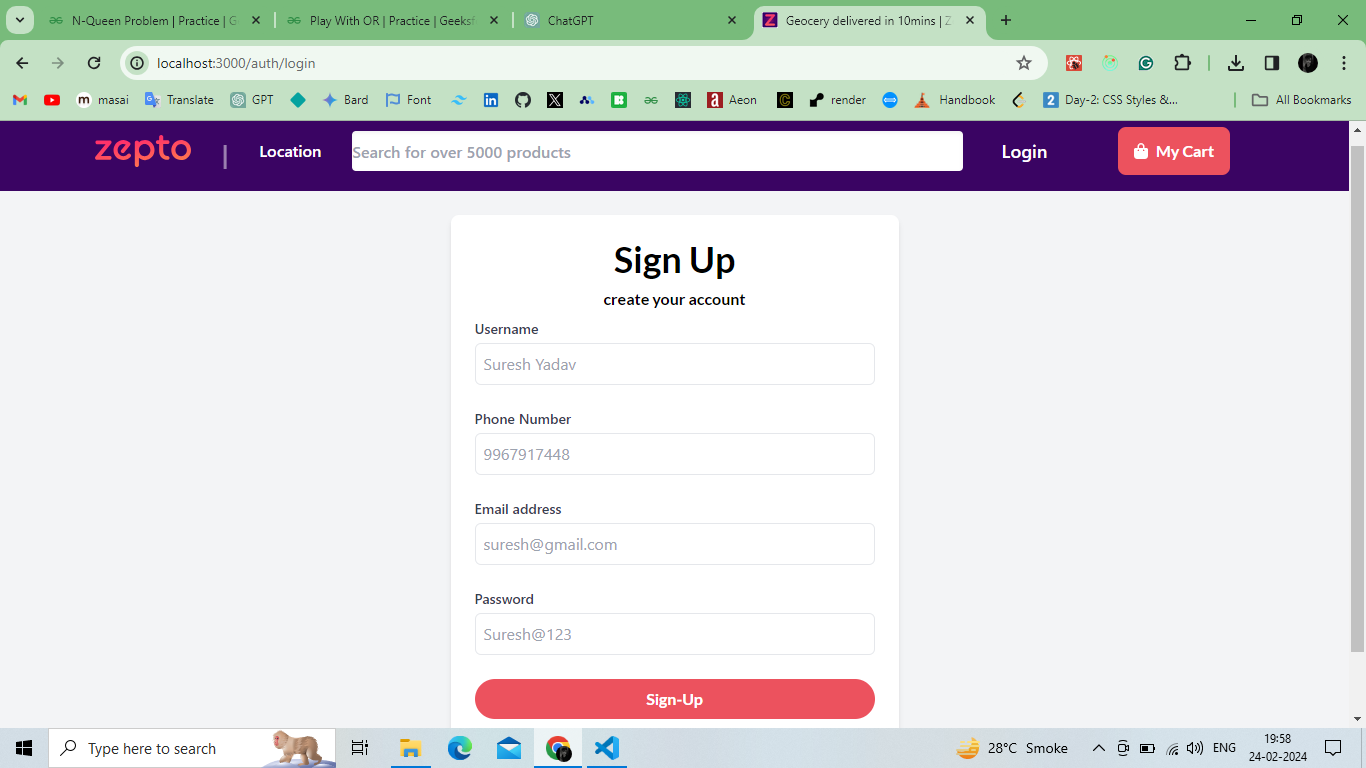 N-Queen Problem | Practice | G
Play With OR | Practice | Geeksf
ChatGPT
Geocery delivered in 10mins | Z
localhost:3000/auth/login
masai
Translate
GPT
Bard
Font
Aeon
render
Handbook
2 Day-2: CSS Styles &...
All Bookmarks
zepto
|
Location
Search for over 5000 products
Login
My Cart
Sign Up
create your account
Username
Suresh Yadav
Phone Number
9967917448
Email address
suresh@gmail.com
Password
Suresh@123
Sign-Up
Type here to search
28°C Smoke
ENG
19:58
24-02-2024